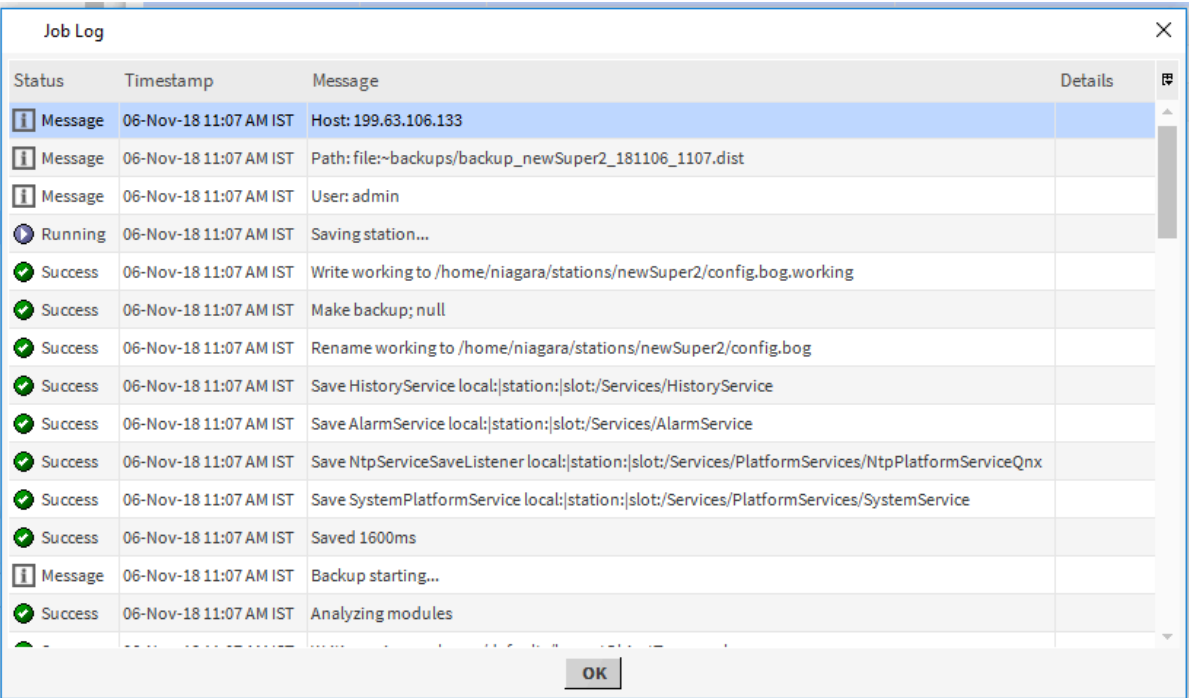 Job Log
Status Timestamp Message Details
Message 06-Nov-18 11:07 AM IST Host: 199.63.106.133
Message 06-Nov-18 11:07 AM IST Path: file:~backups/backup_newSuper2_181106_1107.dist
Message 06-Nov-18 11:07 AM IST User: admin
Running 06-Nov-18 11:07 AM IST Saving station...
Success 06-Nov-18 11:07 AM IST Write working to /home/niagara/stations/newSuper2/config.bog.working
Success 06-Nov-18 11:07 AM IST Make backup; null
Success 06-Nov-18 11:07 AM IST Rename working to /home/niagara/stations/newSuper2/config.bog
Success 06-Nov-18 11:07 AM IST Save HistoryService local:|station:|slot:/Services/HistoryService
Success 06-Nov-18 11:07 AM IST Save AlarmService local:|station:|slot:/Services/AlarmService
Success 06-Nov-18 11:07 AM IST Save NtpServiceSaveListener local:|station:|slot:/Services/PlatformServices/NtpPlatformServiceQnx
Success 06-Nov-18 11:07 AM IST Save SystemPlatformService local:|station:|slot:/Services/PlatformServices/SystemService
Success 06-Nov-18 11:07 AM IST Saved 1600ms
Message 06-Nov-18 11:07 AM IST Backup starting...
Success 06-Nov-18 11:07 AM IST Analyzing modules
OK